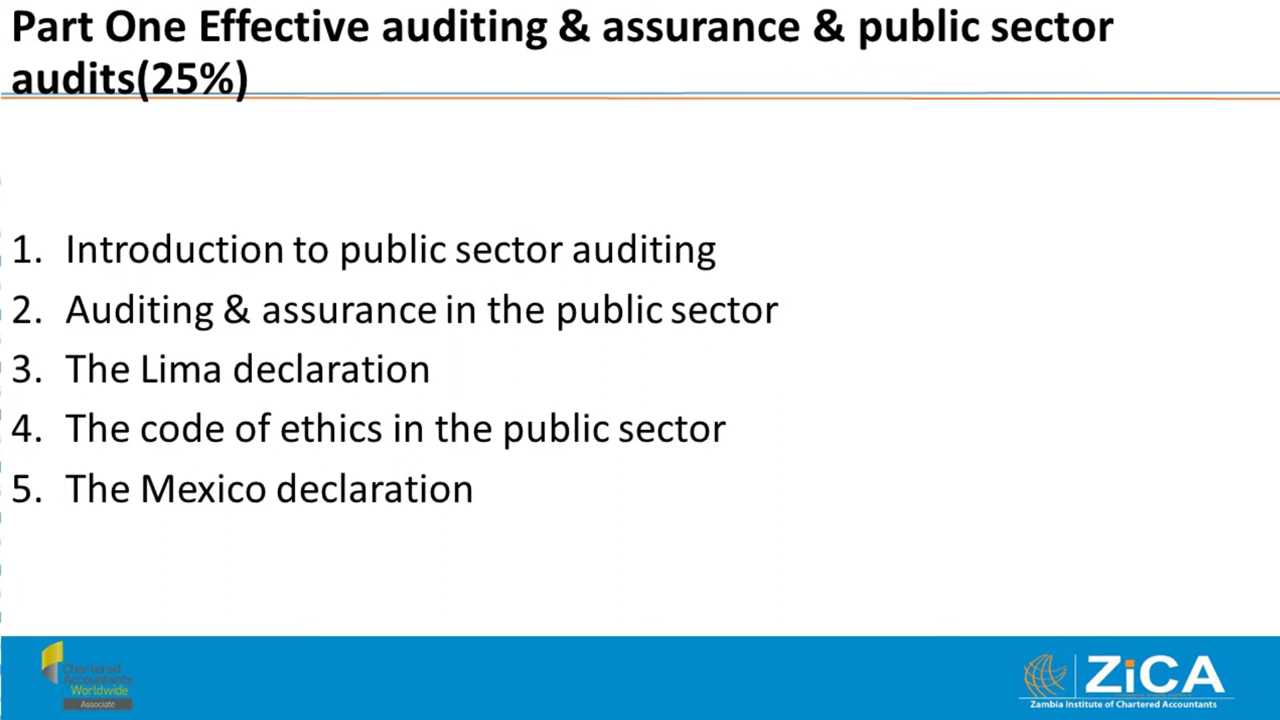 Part One Effective auditing & assurance & public sector
audits(25%)
1. Introduction to public sector auditing
2. Auditing & assurance in the public sector
3. The Lima declaration
4. The code of ethics in the public sector
5. The Mexico declaration
Chartered
Accountants
Worldwide
Associate
ZiCA
Zambia Institute of Chartered Accountants